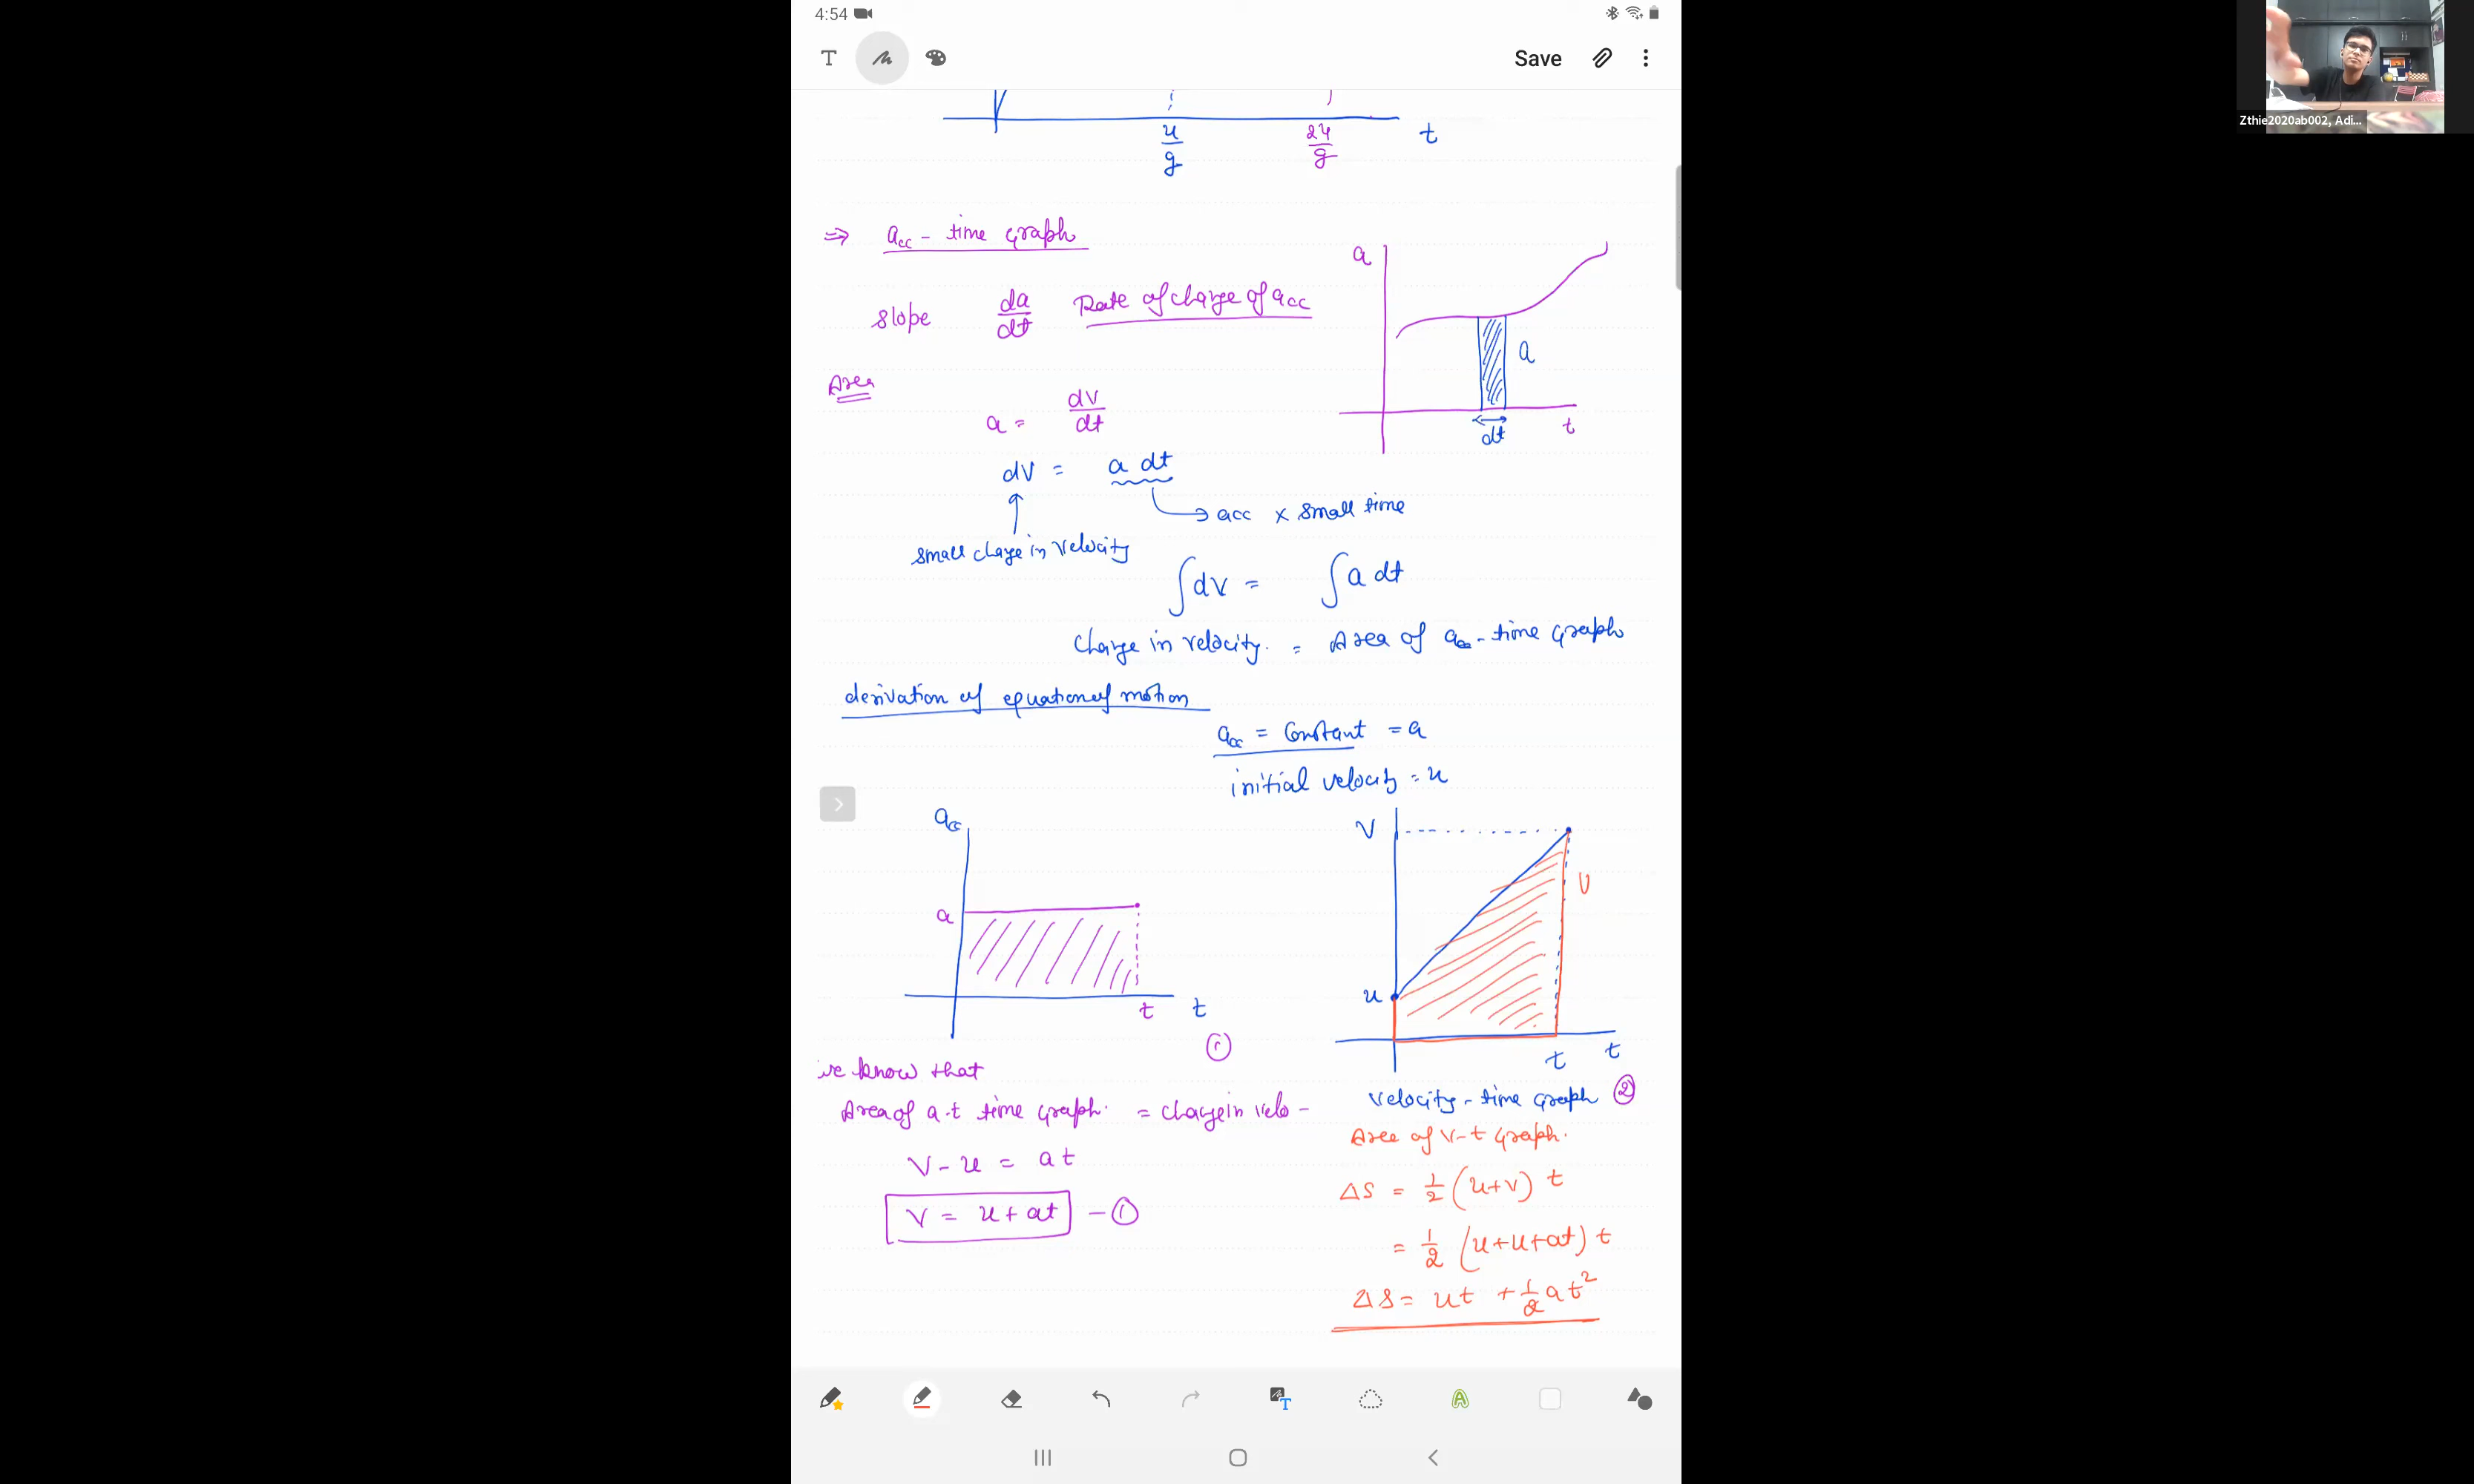 4:54
Zthie2020ab002, Adi...
T Save
u/g 2u/g t
⇒ acc - time graph
a
slope da/dt Rate of change of acc
a
Area
a = dv/dt
t
dt
dv = a dt
→ acc × small time
small change in velocity
∫dv = ∫a dt
Change in velocity. = Area of acc - time graph
derivation of equation of motion
acc = Constant = a
initial velocity = u
acc
a
t t
①
V
v
u
t t
we know that
Area of a-t time graph. = change in velo -
velocity - time graph ②
Area of v-t graph.
v - u = at
Δs = 1/2 (u+v) t
v = u + at - ①
= 1/2 (u+u+at) t
Δs = ut + 1/2 at²